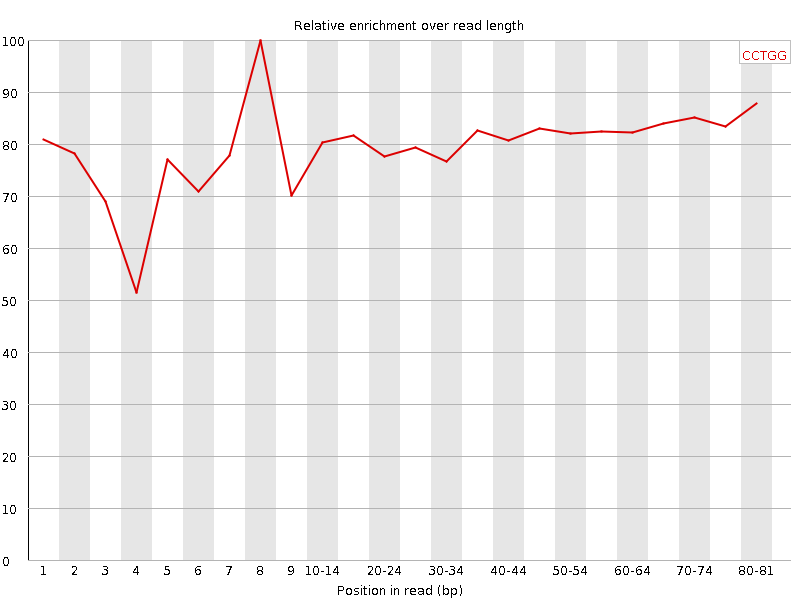 Relative enrichment over read length
CCTGG
100
90
80
70
60
50
40
30
20
10
0
1 2 3 4 5 6 7 8 9 10-14 20-24 30-34 40-44 50-54 60-64 70-74 80-81
Position in read (bp)